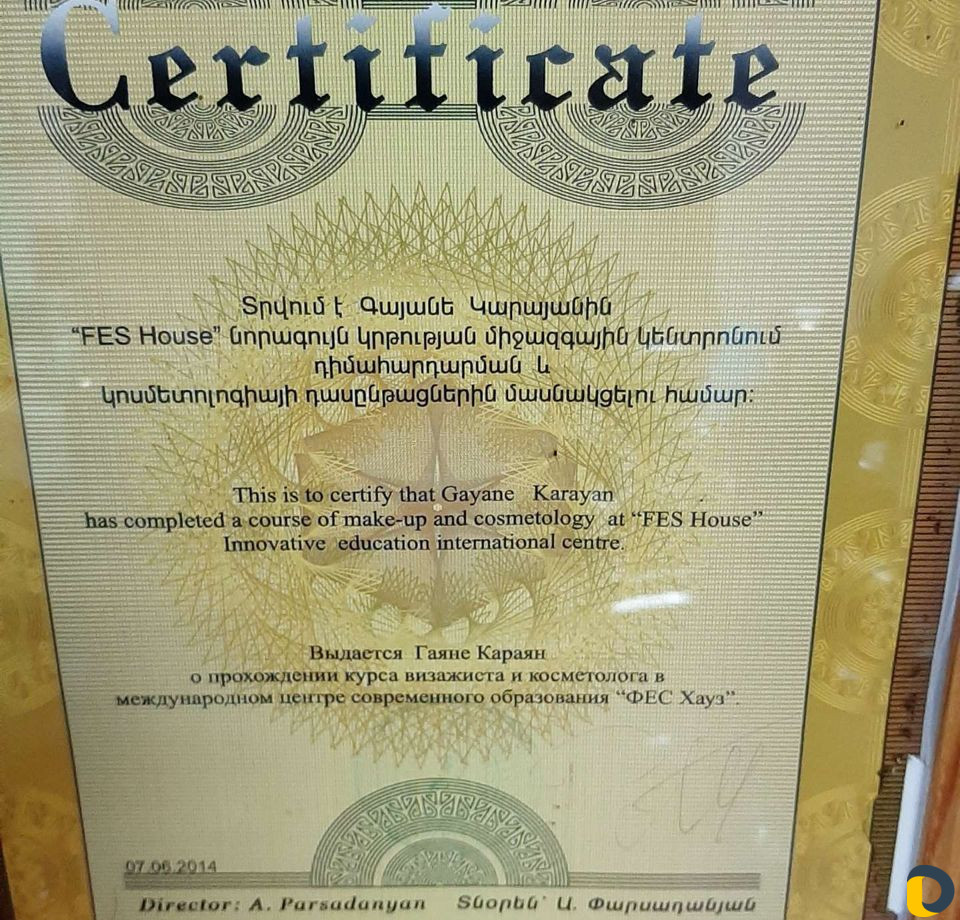 Certificate
Տրվում է Գայանե Կարայանին
“FES House” նորագույն կրթության միջազգային կենտրոնում
դիմահարդարման և
կոսմետոլոգիայի դասընթացներին մասնակցելու համար:
This is to certify that Gayane Karayan
has completed a course of make-up and cosmetology at “FES House”
Innovative education international centre.
Выдается Гаяне Караян
о прохождении курса визажиста и косметолога в
международном центре современного образования “ФЕС Хауз”.
07.06.2014
Director: A. Parsadanyan Տնօրեն՝ Ա. Փարսադանյան